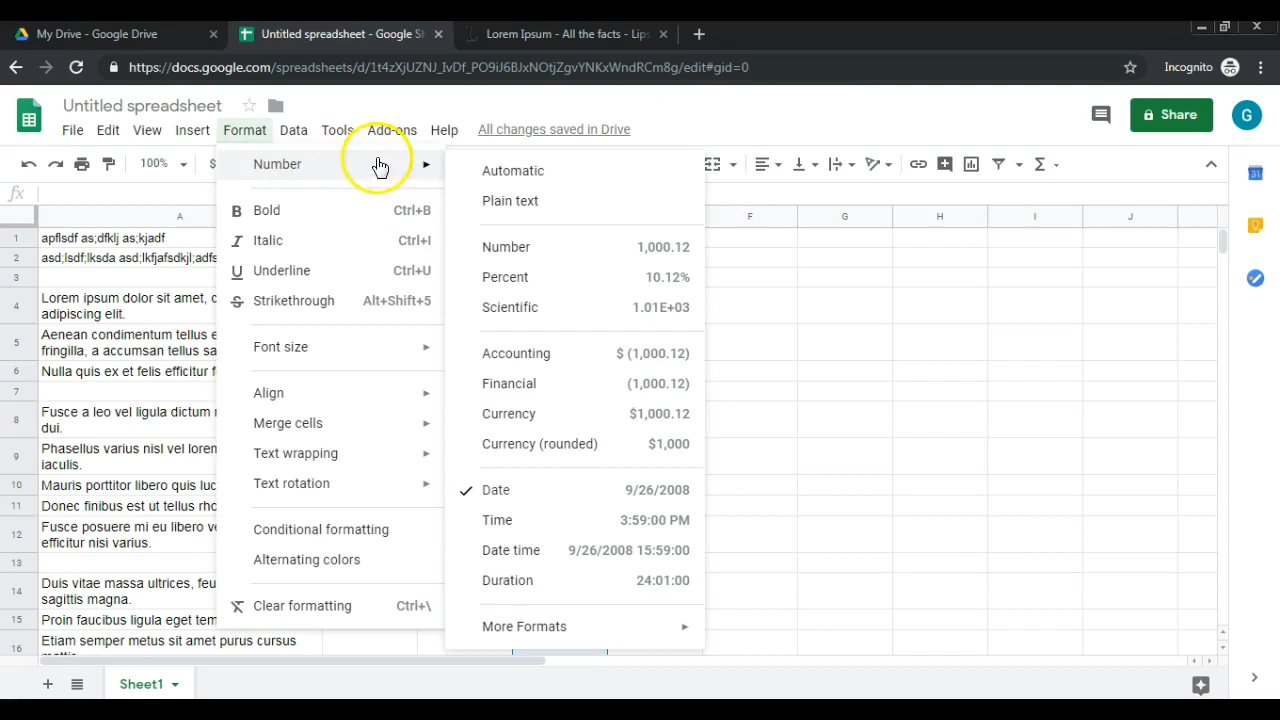 My Drive - Google Drive
Untitled spreadsheet - Google Sh
Lorem Ipsum - All the facts - Lips
https://docs.google.com/spreadsheets/d/1t4zXjUZNJ_IvDf_PO9iJ6BJxNOtjZgvYNKxWndRCm8g/edit#gid=0
Incognito
Untitled spreadsheet
Share
G
File Edit View Insert Format Data Tools Add-ons Help All changes saved in Drive
100% $
31
fx
Number
Bold Ctrl+B
Italic Ctrl+I
Underline Ctrl+U
Strikethrough Alt+Shift+5
Font size
Align
Merge cells
Text wrapping
Text rotation
Conditional formatting
Alternating colors
Clear formatting Ctrl+\
Automatic
Plain text
Number 1,000.12
Percent 10.12%
Scientific 1.01E+03
Accounting $ (1,000.12)
Financial (1,000.12)
Currency $1,000.12
Currency (rounded) $1,000
Date 9/26/2008
Time 3:59:00 PM
Date time 9/26/2008 15:59:00
Duration 24:01:00
More Formats
A F G H I J
1 apflsdf as;dfklj as;kjadf
2 asd;lsdf;lksda asd;lkfjafsdkjl;adfs
3
4 Lorem ipsum dolor sit amet, c
adipiscing elit.
5 Aenean condimentum tellus e
fringilla, a accumsan tellus sa
6 Nulla quis ex et felis efficitur f
7
8 Fusce a leo vel ligula dictum
dui.
9 Phasellus varius nisl vel lorem
iaculis.
10 Mauris porttitor libero quis luc
11 Donec finibus est ut tellus rho
12 Fusce posuere mi eu libero ve
efficitur nisi varius.
13
14 Duis vitae massa ultrices, feu
sagittis magna.
15 Proin faucibus ligula eget tem
16 Etiam semper metus sit amet purus cursus
Sheet1